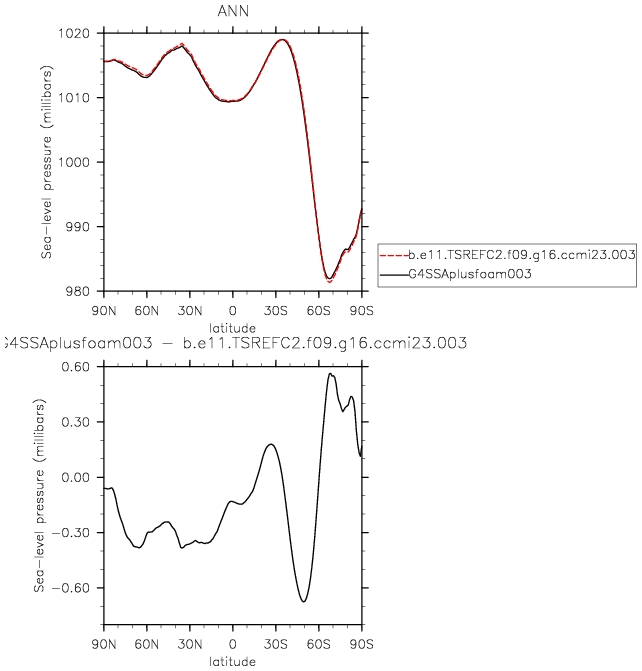 ANN
1020
1010
1000
990
980
Sea-level pressure (millibars)
90N 60N 30N 0 30S 60S 90S
latitude
b.e11.TSREFC2.f09.g16.ccmi23.003
G4SSAplusfoam003
G4SSAplusfoam003 - b.e11.TSREFC2.f09.g16.ccmi23.003
0.60
0.30
0.00
-0.30
-0.60
Sea-level pressure (millibars)
90N 60N 30N 0 30S 60S 90S
latitude